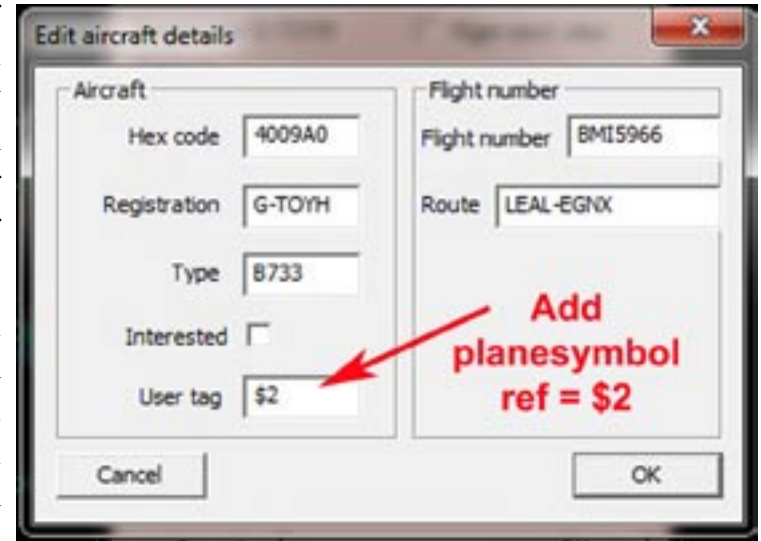 Edit aircraft details
Aircraft
Hex code 4009A0
Registration G-TOYH
Type B733
Interested
User tag $2
Flight number
Flight number BMI5966
Route LEAL-EGNX
Add
planesymbol
ref = $2
Cancel
OK